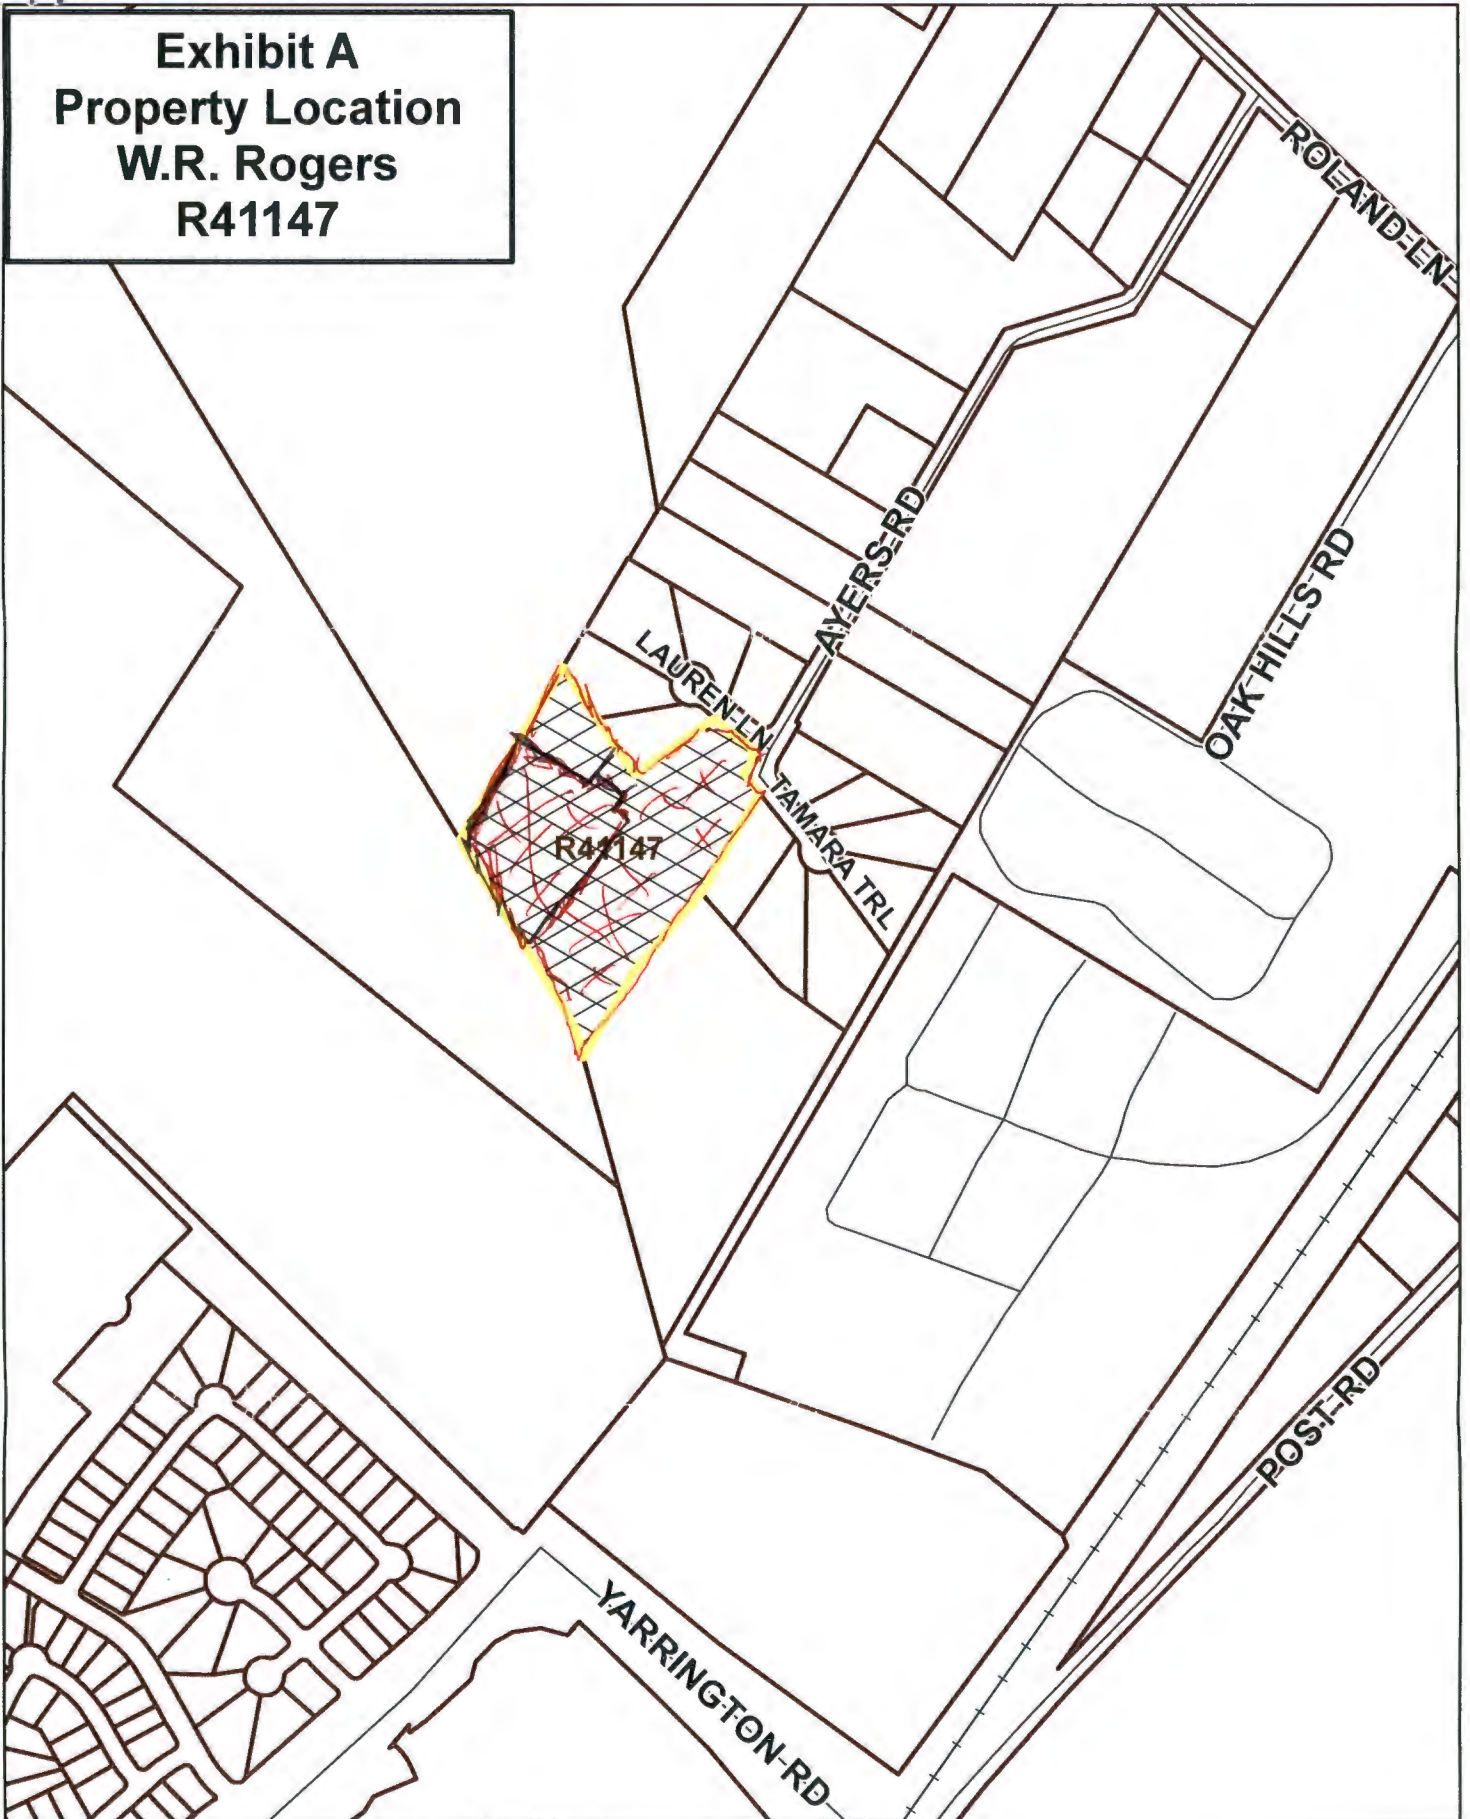 Exhibit A
Property Location
W.R. Rogers
R41147
ROLAND LN
AYERS RD
OAK HILLS RD
LAUREN LN
TAMARA TRL
R41147
POST RD
YARRINGTON RD